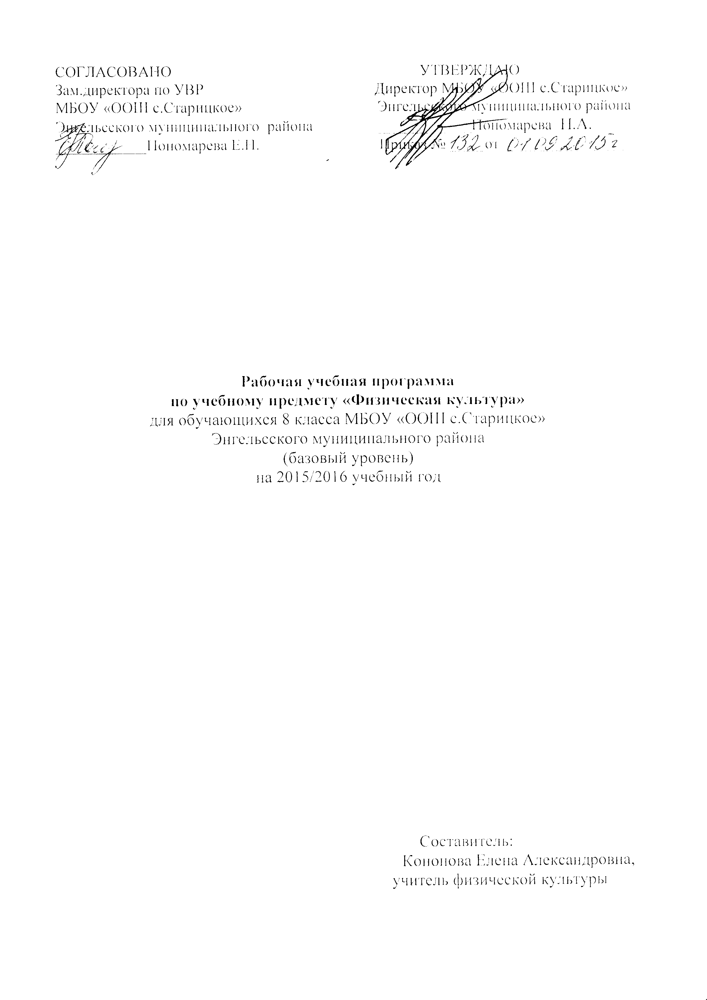 СОГЛАСОВАНО
Зам.директора по УВР
МБОУ «ООШ с.Старицкое»
Энгельсского муниципального района
Пономарева Е.Н.
УТВЕРЖДАЮ
Директор МБОУ «ООШ с.Старицкое»
Энгельсского муниципального района
Пономарева Н.А.
Приказ № 132 от 01 09 2015 г
Рабочая учебная программа
по учебному предмету «Физическая культура»
для обучающихся 8 класса МБОУ «ООШ с.Старицкое»
Энгельсского муниципального района
(базовый уровень)
на 2015/2016 учебный год
Составитель:
Кононова Елена Александровна,
учитель физической культуры